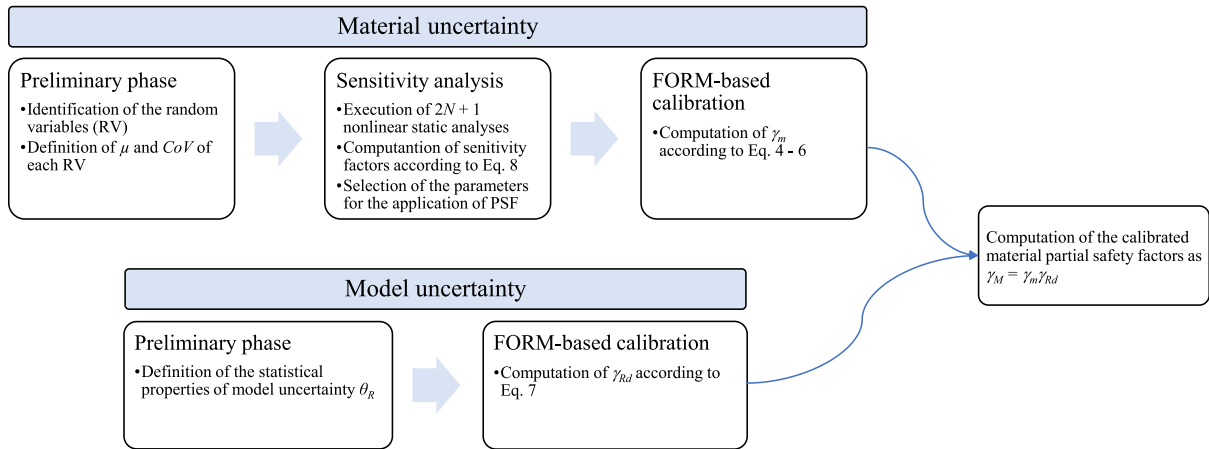 Material uncertainty
Preliminary phase
•Identification of the random
variables (RV)
•Definition of μ and CoV of
each RV
Sensitivity analysis
•Execution of 2N + 1
nonlinear static analyses
•Computantion of senitivity
factors according to Eq. 8
•Selection of the parameters
for the application of PSF
FORM-based
calibration
•Computation of γm
according to Eq. 4 - 6
Computation of the calibrated
material partial safety factors as
γM = γmγRd
Model uncertainty
Preliminary phase
•Definition of the statistical
properties of model uncertainty θR
FORM-based calibration
•Computation of γRd according to
Eq. 7